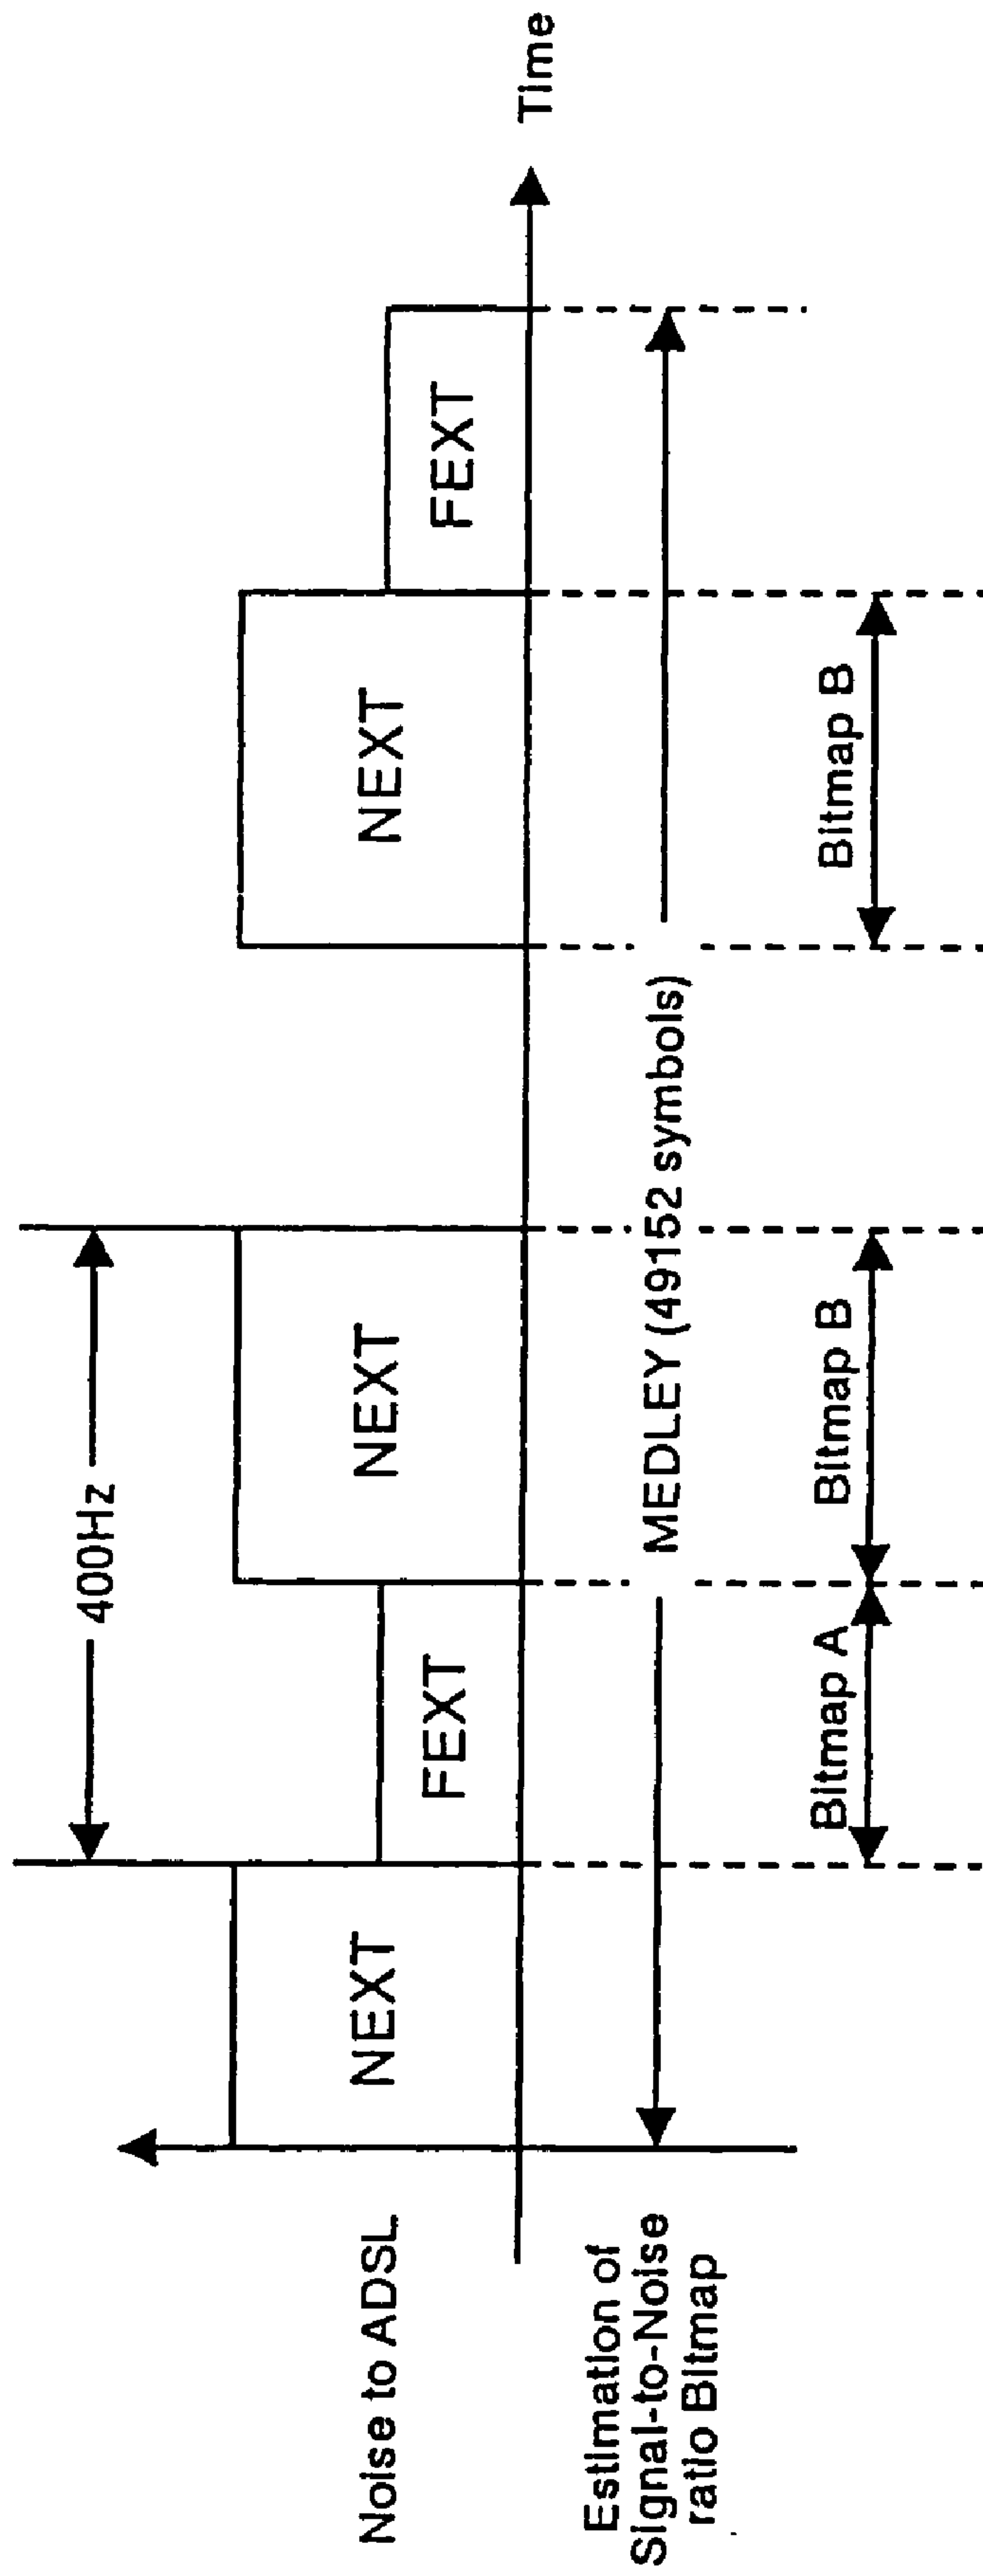 400Hz
Noise to ADSL
NEXT
FEXT
NEXT
NEXT
FEXT
Time
Estimation of
Signal-to-Noise
ratio Bitmap
MEDLEY (49152 symbols)
Bitmap A
Bitmap B
Bitmap B